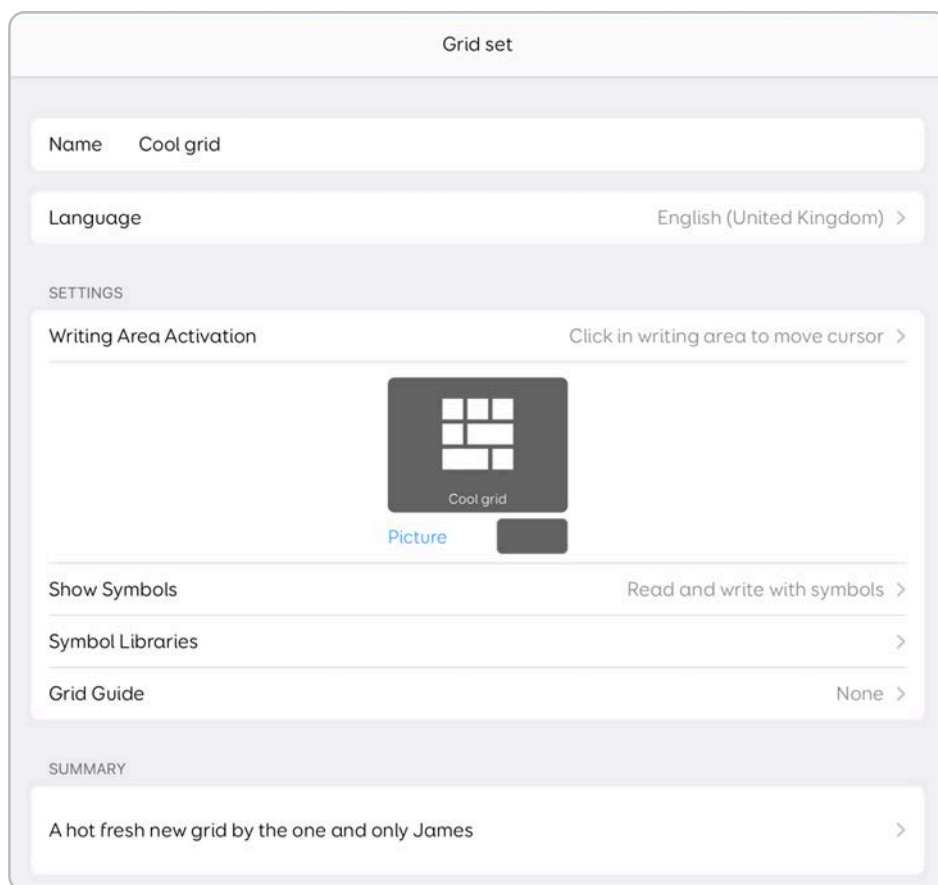 Grid set
Name Cool grid
Language English (United Kingdom) >
SETTINGS
Writing Area Activation Click in writing area to move cursor >
Cool grid
Picture
Show Symbols Read and write with symbols >
Symbol Libraries >
Grid Guide None >
SUMMARY
A hot fresh new grid by the one and only James >